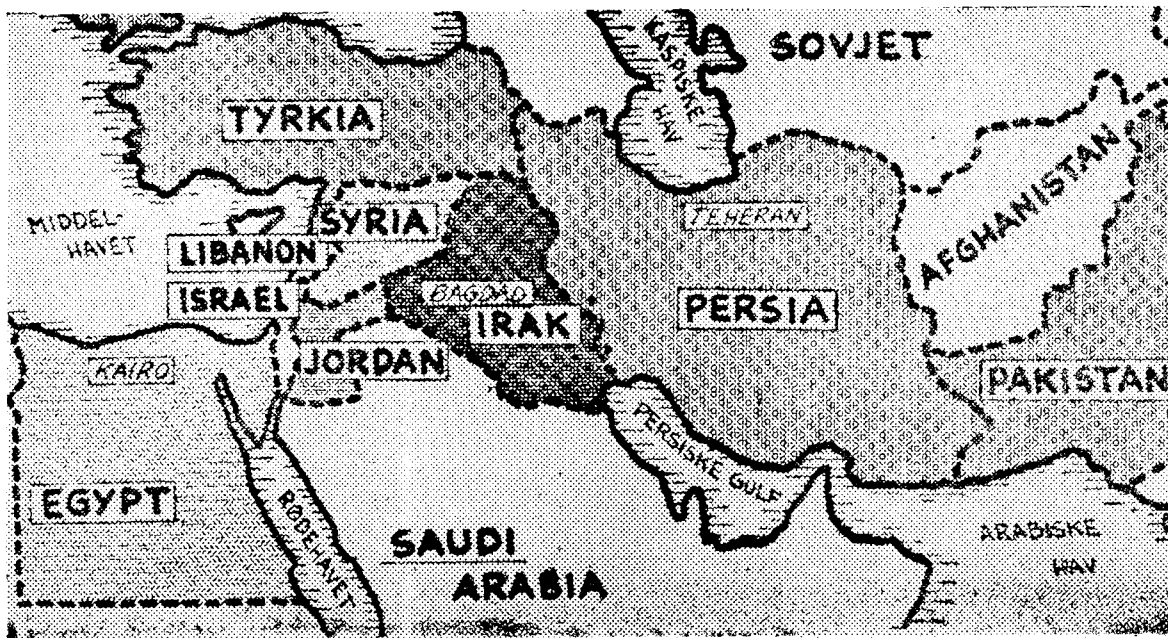 SOVJET
KASPISKE
HAV
TYRKIA
MIDDEL-
HAVET
SYRIA
TEHERAN
AFGHANISTAN
LIBANON
ISRAEL
BAGDAD
IRAK
PERSIA
JORDAN
KAIRO
PAKISTAN
PERSISKE GULF
EGYPT
RØDEHAVET
SAUDI
ARABIA
ARABISKE
HAV